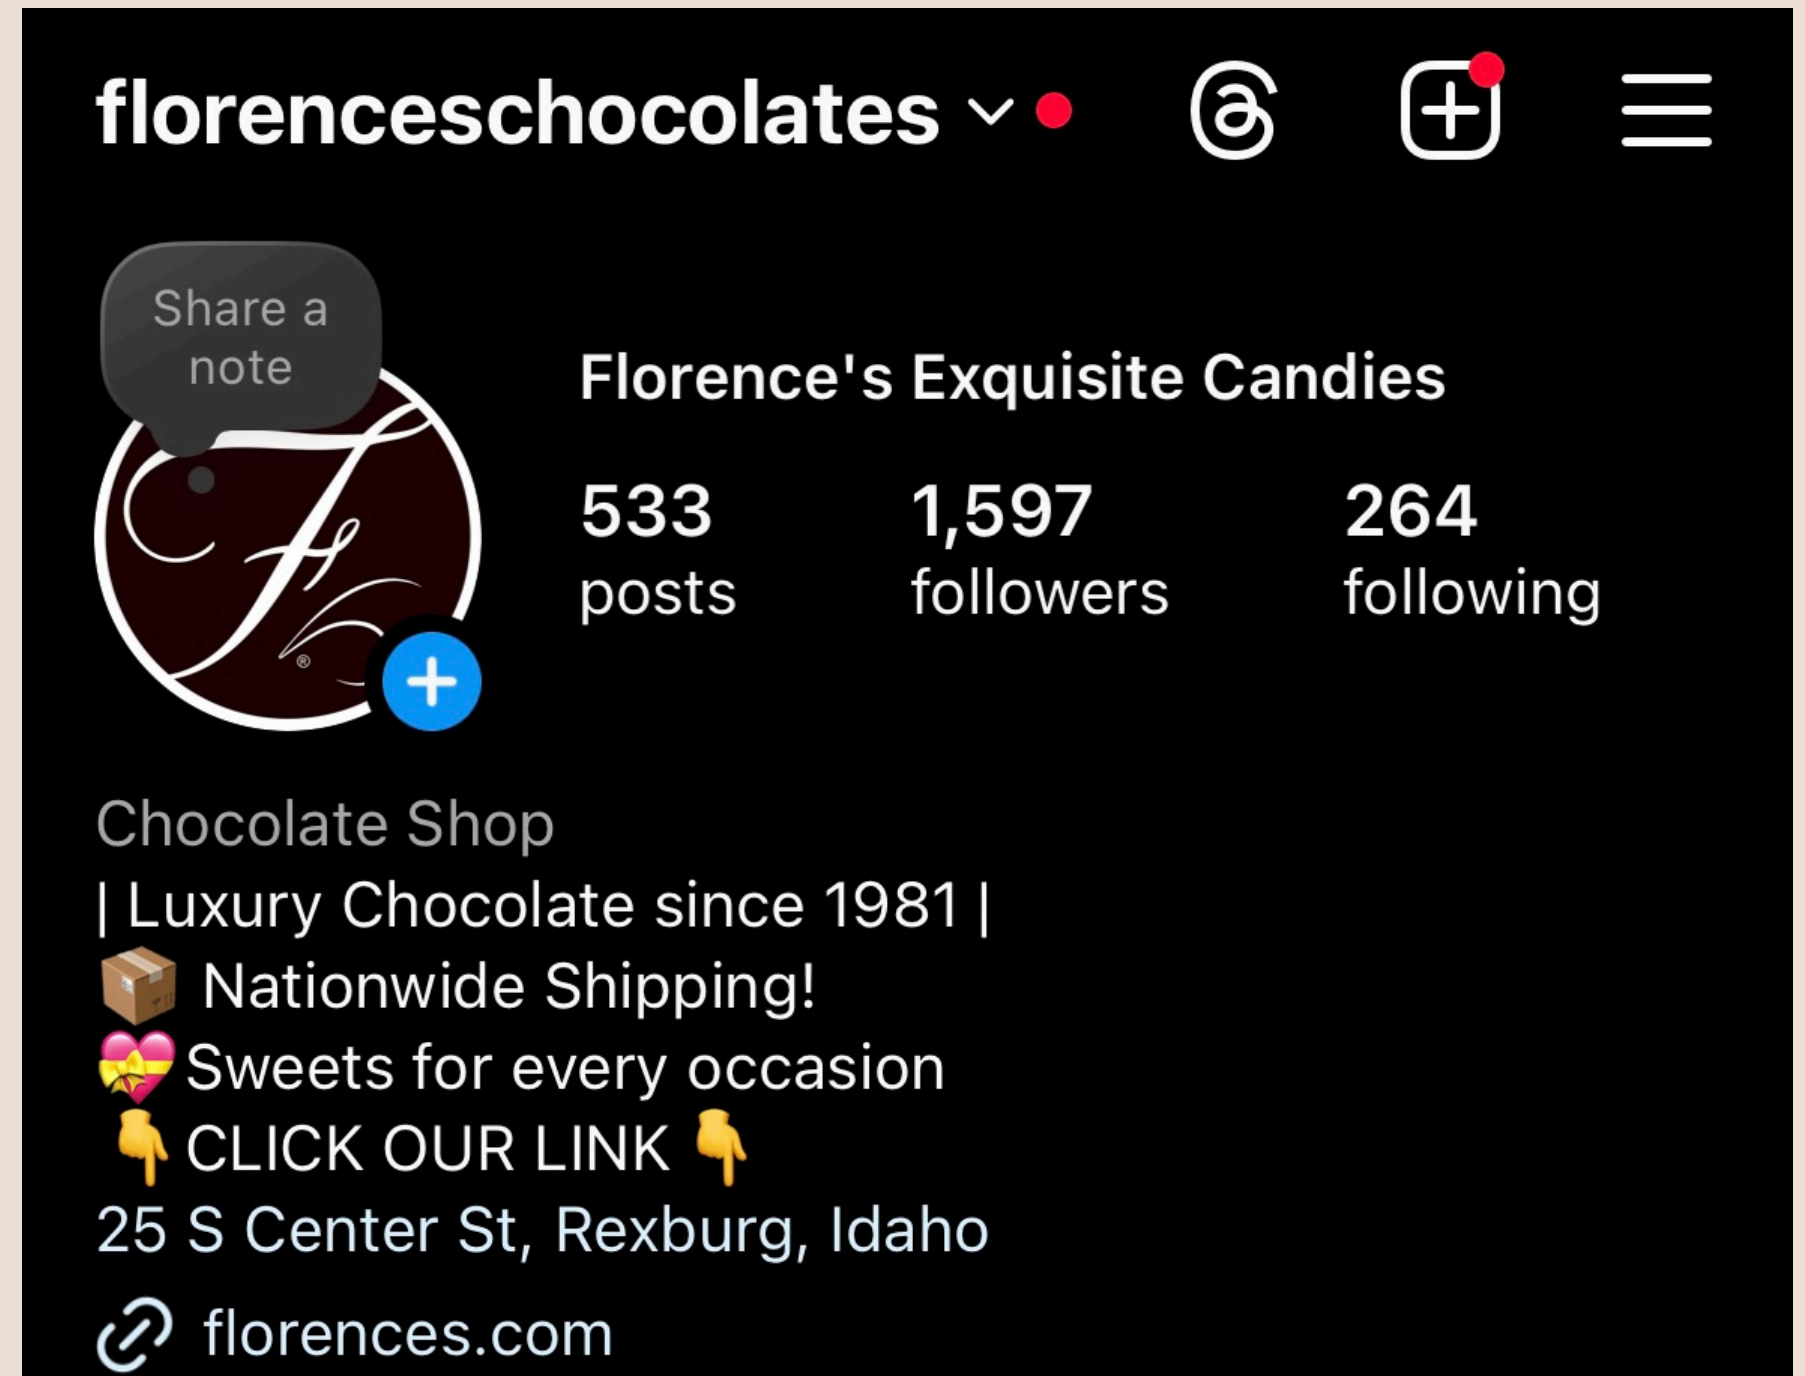 florenceschocolates
Share a
note
Florence's Exquisite Candies
533 1,597 264
posts followers following
F
®
Chocolate Shop
| Luxury Chocolate since 1981 |
📦 Nationwide Shipping!
💝Sweets for every occasion
👇CLICK OUR LINK 👇
25 S Center St, Rexburg, Idaho
florences.com